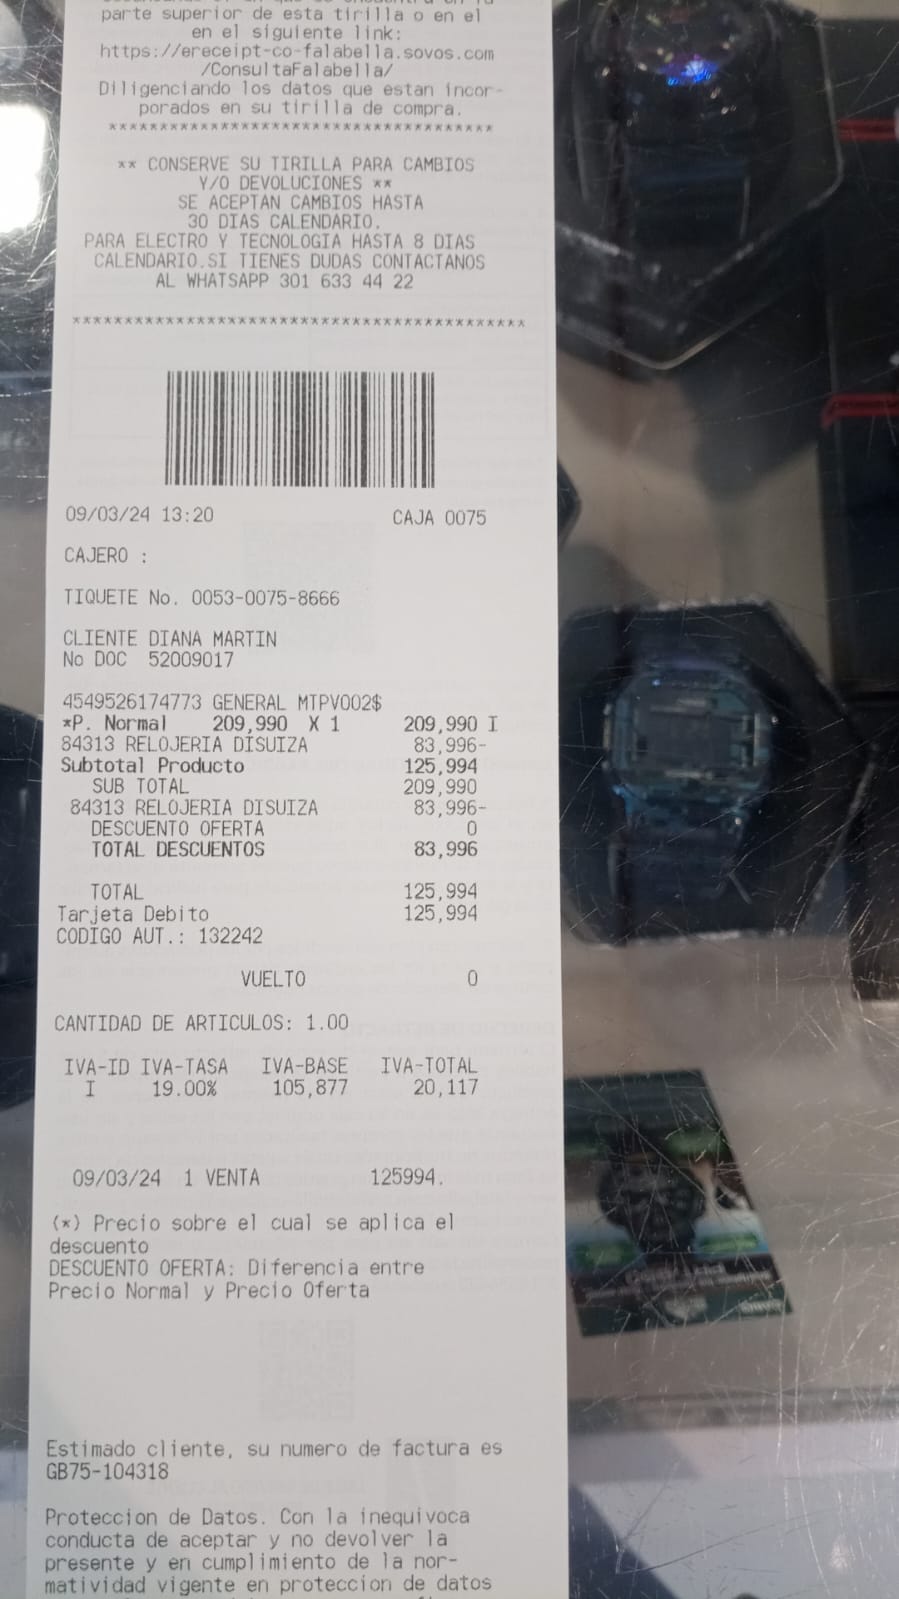 parte superior de esta tirilla o en el
en el siguiente link:
https://ereceipt-co-falabella.sovos.com
/ConsultaFalabella/
Diligenciando los datos que estan incor-
porados en su tirilla de compra.
*****************************************
** CONSERVE SU TIRILLA PARA CAMBIOS
Y/O DEVOLUCIONES **
SE ACEPTAN CAMBIOS HASTA
30 DIAS CALENDARIO.
PARA ELECTRO Y TECNOLOGIA HASTA 8 DIAS
CALENDARIO.SI TIENES DUDAS CONTACTANOS
AL WHATSAPP 301 633 44 22
*********************************************
09/03/24 13:20 CAJA 0075
CAJERO :
TIQUETE No. 0053-0075-8666
CLIENTE DIANA MARTIN
No DOC 52009017
4549526174773 GENERAL MTPV002$
*P. Normal 209,990 X 1 209,990 I
84313 RELOJERIA DISUIZA 83,996-
Subtotal Producto 125,994
SUB TOTAL 209,990
84313 RELOJERIA DISUIZA 83,996-
DESCUENTO OFERTA 0
TOTAL DESCUENTOS 83,996
TOTAL 125,994
Tarjeta Debito 125,994
CODIGO AUT.: 132242
VUELTO 0
CANTIDAD DE ARTICULOS: 1.00
IVA-ID IVA-TASA IVA-BASE IVA-TOTAL
I 19.00% 105,877 20,117
09/03/24 1 VENTA 125994.
(*) Precio sobre el cual se aplica el
descuento
DESCUENTO OFERTA: Diferencia entre
Precio Normal y Precio Oferta
Estimado cliente, su numero de factura es
GB75-104318
Proteccion de Datos. Con la inequivoca
conducta de aceptar y no devolver la
presente y en cumplimiento de la nor-
matividad vigente en proteccion de datos